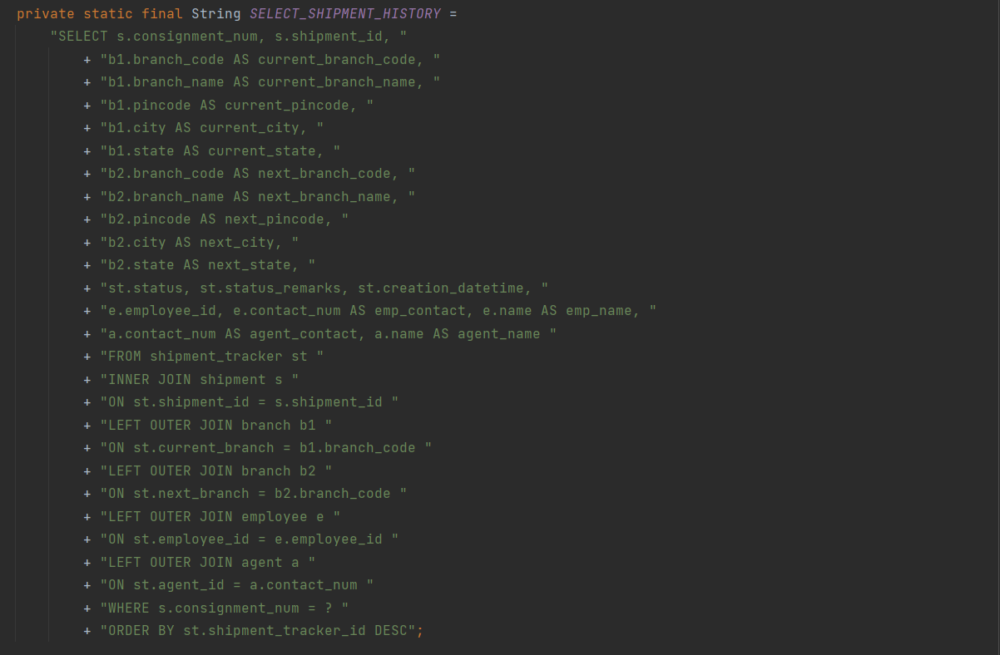 private static final String SELECT_SHIPMENT_HISTORY =
"SELECT s.consignment_num, s.shipment_id, "
+ "b1.branch_code AS current_branch_code, "
+ "b1.branch_name AS current_branch_name, "
+ "b1.pincode AS current_pincode, "
+ "b1.city AS current_city, "
+ "b1.state AS current_state, "
+ "b2.branch_code AS next_branch_code, "
+ "b2.branch_name AS next_branch_name, "
+ "b2.pincode AS next_pincode, "
+ "b2.city AS next_city, "
+ "b2.state AS next_state, "
+ "st.status, st.status_remarks, st.creation_datetime, "
+ "e.employee_id, e.contact_num AS emp_contact, e.name AS emp_name, "
+ "a.contact_num AS agent_contact, a.name AS agent_name "
+ "FROM shipment_tracker st "
+ "INNER JOIN shipment s "
+ "ON st.shipment_id = s.shipment_id "
+ "LEFT OUTER JOIN branch b1 "
+ "ON st.current_branch = b1.branch_code "
+ "LEFT OUTER JOIN branch b2 "
+ "ON st.next_branch = b2.branch_code "
+ "LEFT OUTER JOIN employee e "
+ "ON st.employee_id = e.employee_id "
+ "LEFT OUTER JOIN agent a "
+ "ON st.agent_id = a.contact_num "
+ "WHERE s.consignment_num = ? "
+ "ORDER BY st.shipment_tracker_id DESC";